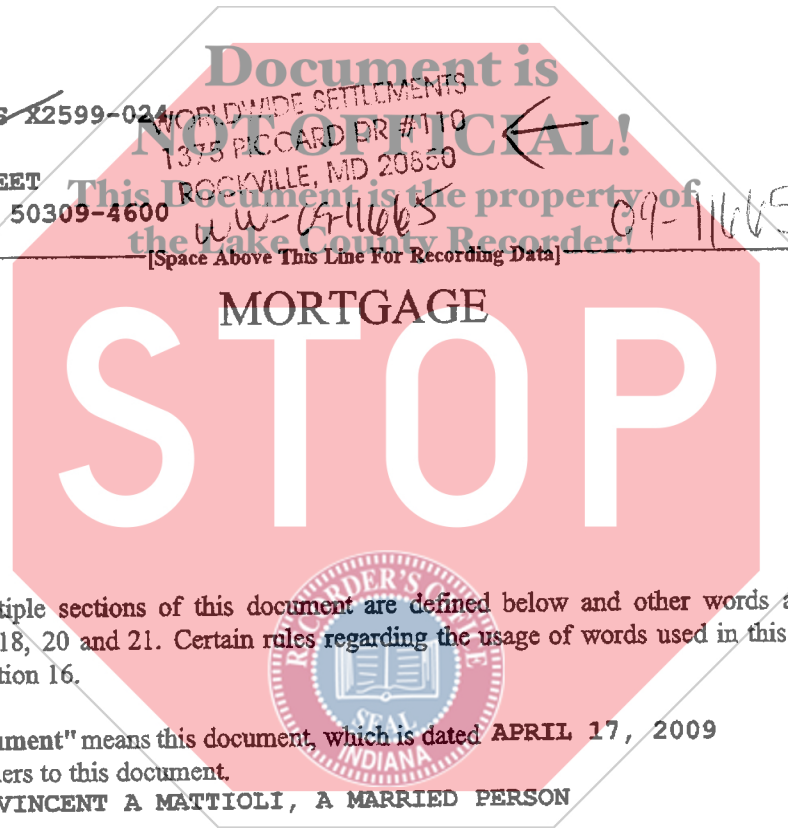 Document is
X2599-024
WORLDWIDE SETTLEMENTS
NOT OFFICIAL!
1375 PICCARD DR #110
EET
ROCKVILLE, MD 20850
This Document is the property of
50309-4600
WW-09-11665
09-11665
the Lake County Recorder!
[Space Above This Line For Recording Data]
MORTGAGE
STOP
tiple sections of this document are defined below and other words a
18, 20 and 21. Certain rules regarding the usage of words used in this
tion 16.
RECORDER'S OFFICE
SEAL
INDIANA
ument" means this document, which is dated APRIL 17, 2009
ders to this document.
VINCENT A MATTIOLI, A MARRIED PERSON